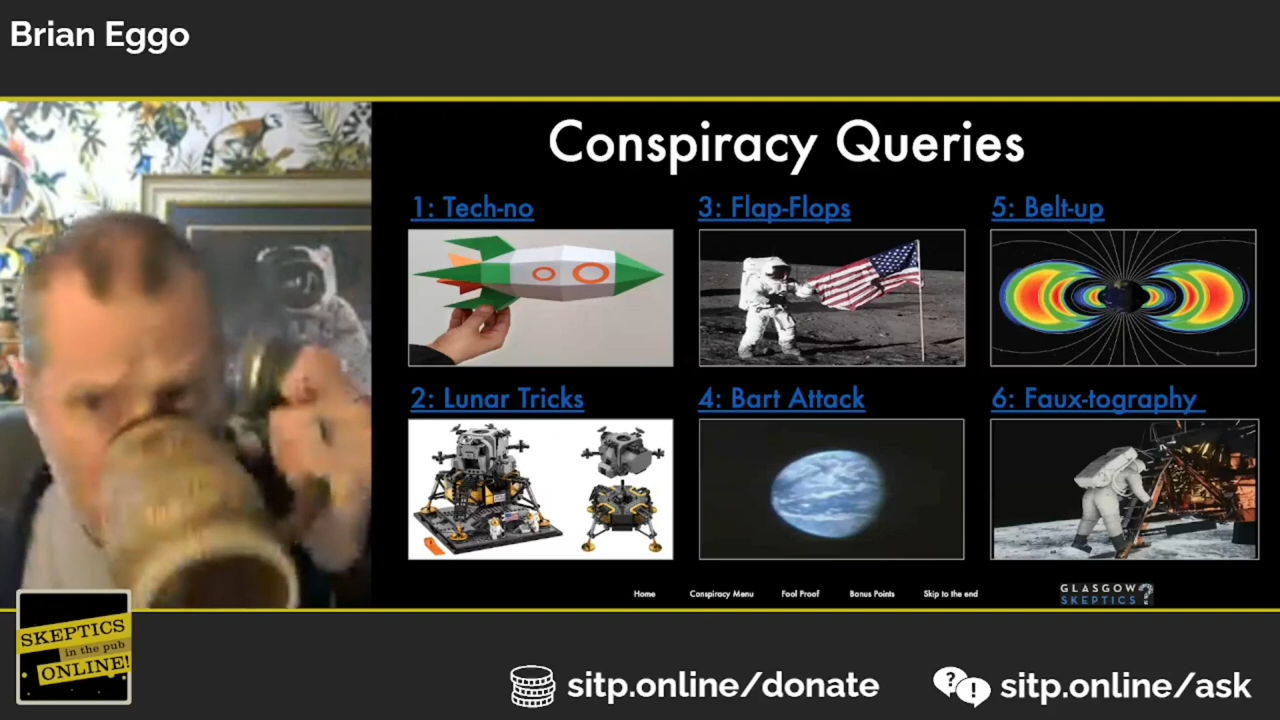 Brian Eggo
Conspiracy Queries
1: Tech-no
3: Flap-Flops
5: Belt-up
2: Lunar Tricks
4: Bart Attack
6: Faux-tography
Home
Conspiracy Menu
Fool Proof
Bonus Points
Skip to the end
GLASGOW
SKEPTICS
?
SKEPTICS
in the pub
ONLINE!
sitp.online/donate
? !
sitp.online/ask